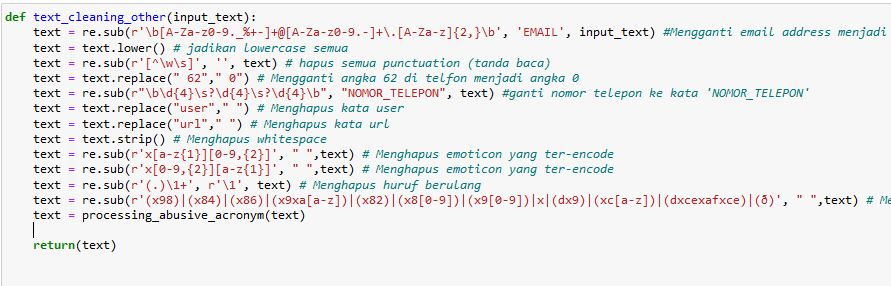 def text_cleaning_other(input_text):
    text = re.sub(r'\b[A-Za-z0-9._%+-]+@[A-Za-z0-9.-]+\.[A-Za-z]{2,}\b', 'EMAIL', input_text) #Mengganti email address menjadi
    text = text.lower() # jadikan lowercase semua
    text = re.sub(r'[^\w\s]', '', text) # hapus semua punctuation (tanda baca)
    text = text.replace(" 62"," 0") # Mengganti angka 62 di telfon menjadi angka 0
    text = re.sub(r"\b\d{4}\s?\d{4}\s?\d{4}\b", "NOMOR_TELEPON", text) #ganti nomor telepon ke kata 'NOMOR_TELEPON'
    text = text.replace("user"," ") # Menghapus kata user
    text = text.replace("url"," ") # Menghapus kata url
    text = text.strip() # Menghapus whitespace
    text = re.sub(r'x[a-z{1}][0-9,{2}]', " ",text) # Menghapus emoticon yang ter-encode
    text = re.sub(r'x[0-9,{2}][a-z{1}]', " ",text) # Menghapus emoticon yang ter-encode
    text = re.sub(r'(.)\1+', r'\1', text) # Menghapus huruf berulang
    text = re.sub(r'(x98)|(x84)|(x86)|(x9xa[a-z])|(x82)|(x8[0-9])|(x9[0-9])|x|(dx9)|(xc[a-z])|(dxcexafxce)|(ð)', " ",text) # Me
    text = processing_abusive_acronym(text)
    return(text)